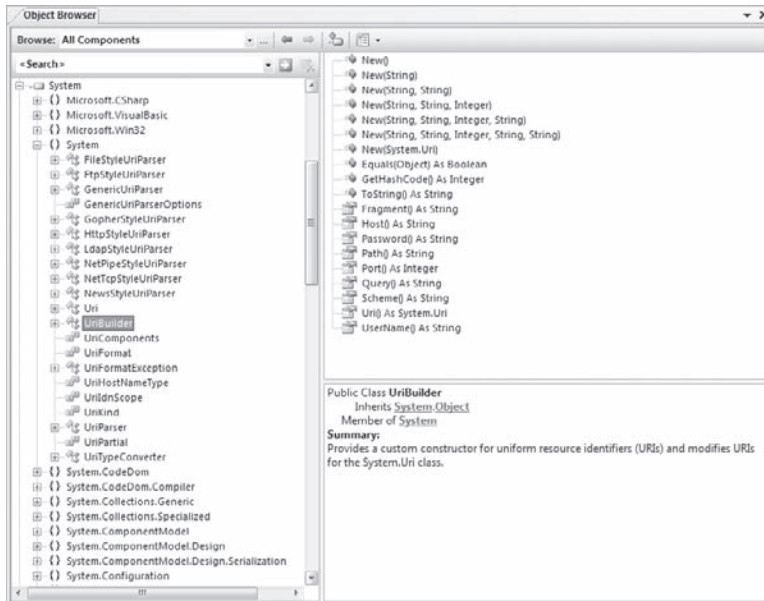 Object Browser
Browse: All Components
<Search>
System
{} Microsoft.CSharp
{} Microsoft.VisualBasic
{} Microsoft.Win32
{} System
FileStyleUriParser
FtpStyleUriParser
GenericUriParser
GenericUriParserOptions
GopherStyleUriParser
HttpStyleUriParser
LdapStyleUriParser
NetPipeStyleUriParser
NetTcpStyleUriParser
NewsStyleUriParser
Uri
UriBuilder
UriComponents
UriFormat
UriFormatException
UriHostNameType
UriIdnScope
UriKind
UriParser
UriPartial
UriTypeConverter
{} System.CodeDom
{} System.CodeDom.Compiler
{} System.Collections.Generic
{} System.Collections.Specialized
{} System.ComponentModel
{} System.ComponentModel.Design
{} System.ComponentModel.Design.Serialization
{} System.Configuration
New()
New(String)
New(String, String)
New(String, String, Integer)
New(String, String, Integer, String)
New(String, String, Integer, String, String)
New(System.Uri)
Equals(Object) As Boolean
GetHashCode() As Integer
ToString() As String
Fragment() As String
Host() As String
Password() As String
Path() As String
Port() As Integer
Query() As String
Scheme() As String
Uri() As System.Uri
UserName() As String
Public Class UriBuilder
Inherits System.Object
Member of System
Summary:
Provides a custom constructor for uniform resource identifiers (URIs) and modifies URIs
for the System.Uri class.